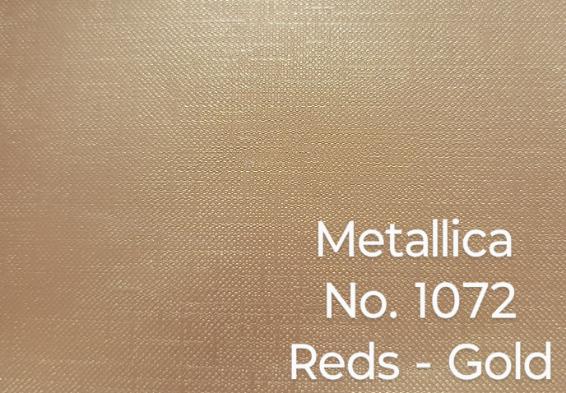 Metallica
No. 1072
Reds - Gold